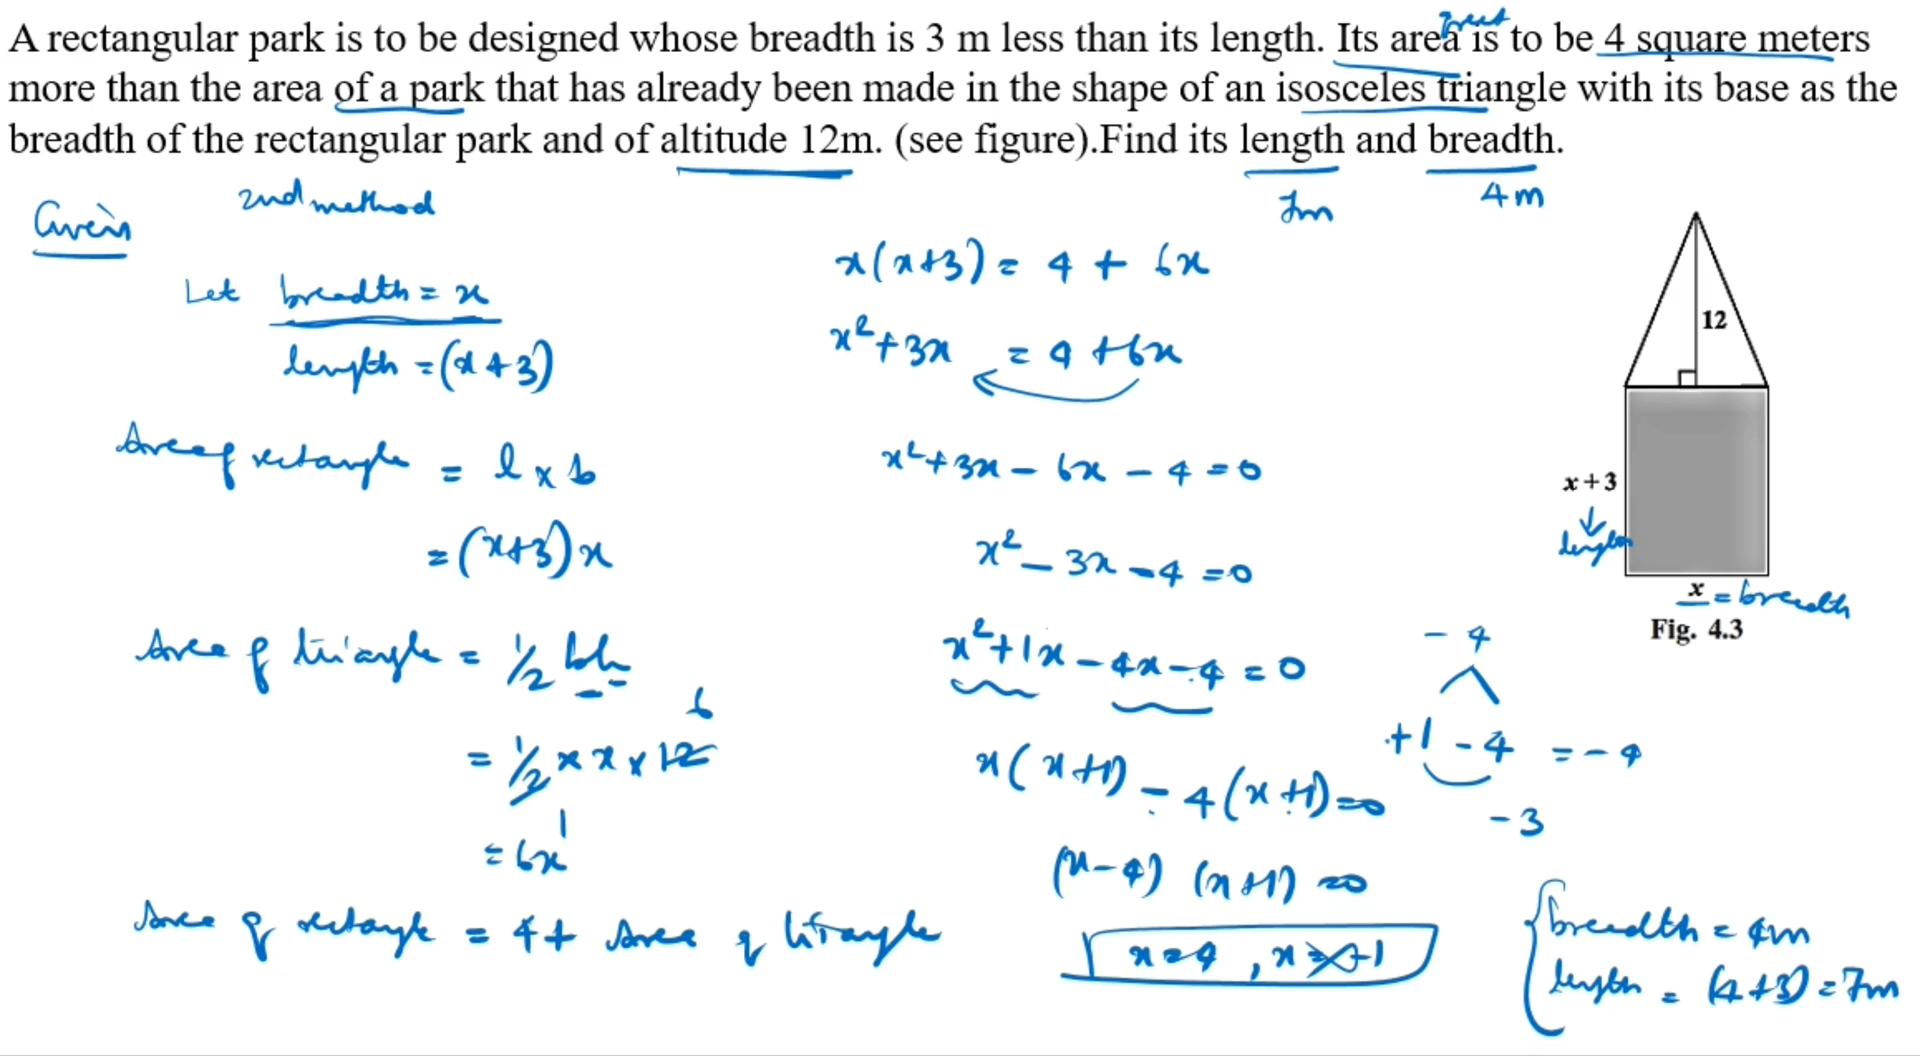 A rectangular park is to be designed whose breadth is 3 m less than its length. Its area is to be 4 square meters
more than the area of a park that has already been made in the shape of an isosceles triangle with its base as the
breadth of the rectangular park and of altitude 12m. (see figure).Find its length and breadth.
7m 4m
Given 2nd method
Let breadth = x
length = (x+3)
Area of rectangle = l x b
= (x+3) x
Area of triangle = 1/2 bh
= 1/2 × x × 12
6
1
= 6x
Area of rectangle = 4 + Area of triangle
x(x+3) = 4 + 6x
x²+3x = 4 + 6x
x²+3x - 6x - 4 = 0
x² - 3x - 4 = 0
x²+1x - 4x - 4 = 0
x(x+1) - 4(x+1) = 0
(x-4) (x+1) = 0
x = 4 , x = -1
- 4
+1 - 4 = - 4
- 3
12
x+3
length
x = breadth
Fig. 4.3
breadth = 4m
length = (4+3) = 7m